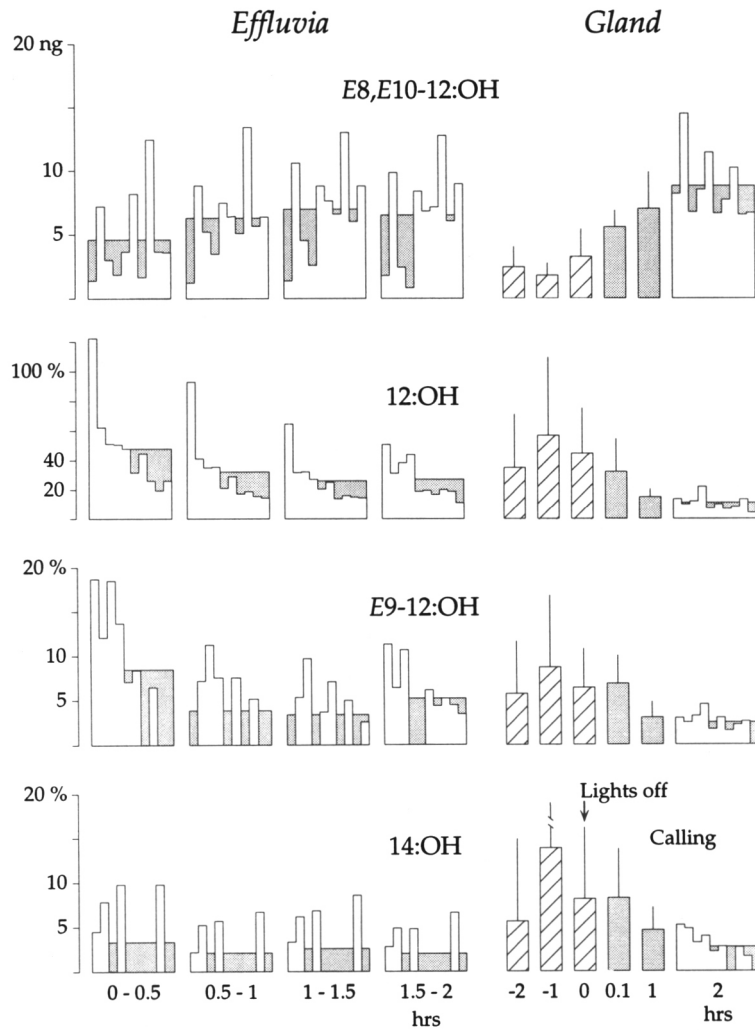 Effluvia Gland
20 ng
E8,E10-12:OH
10
5
100 %
12:OH
40
20
20 %
E9-12:OH
10
5
20 %
Lights off
14:OH
Calling
10
5
0 - 0.5 0.5 - 1 1 - 1.5 1.5 - 2 -2 -1 0 0.1 1 2
hrs hrs